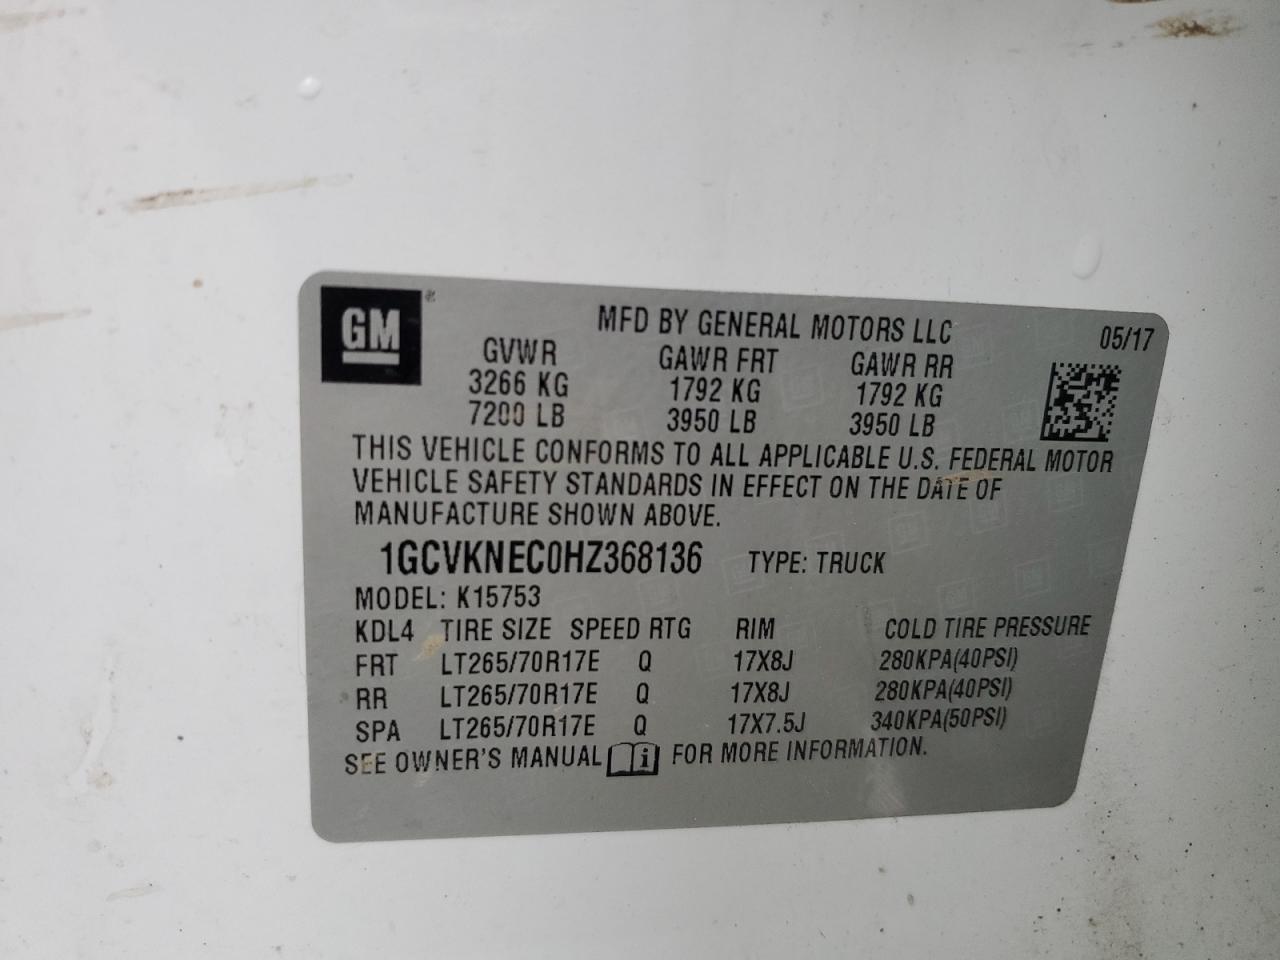 GM®
MFD BY GENERAL MOTORS LLC 05/17
GVWR GAWR FRT GAWR RR
3266 KG 1792 KG 1792 KG
7200 LB 3950 LB 3950 LB
THIS VEHICLE CONFORMS TO ALL APPLICABLE U.S. FEDERAL MOTOR
VEHICLE SAFETY STANDARDS IN EFFECT ON THE DATE OF
MANUFACTURE SHOWN ABOVE.
1GCVKNEC0HZ368136 TYPE: TRUCK
MODEL: K15753
KDL4 TIRE SIZE SPEED RTG RIM COLD TIRE PRESSURE
FRT LT265/70R17E Q 17X8J 280KPA(40PSI)
RR LT265/70R17E Q 17X8J 280KPA(40PSI)
SPA LT265/70R17E Q 17X7.5J 340KPA(50PSI)
SEE OWNER'S MANUAL i FOR MORE INFORMATION.